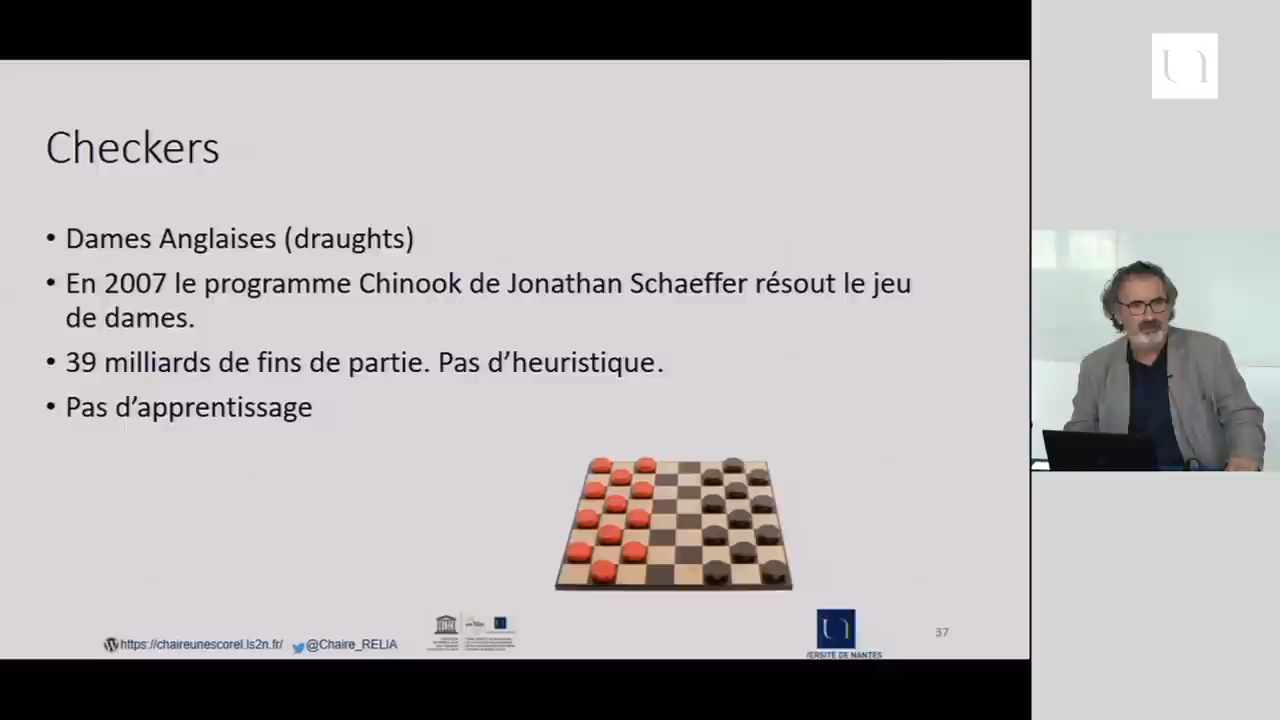 Checkers
• Dames Anglaises (draughts)
• En 2007 le programme Chinook de Jonathan Schaeffer résout le jeu
de dames.
• 39 milliards de fins de partie. Pas d’heuristique.
• Pas d’apprentissage
https://chaireunescorel.ls2n.fr/ @Chaire_RELIA
37